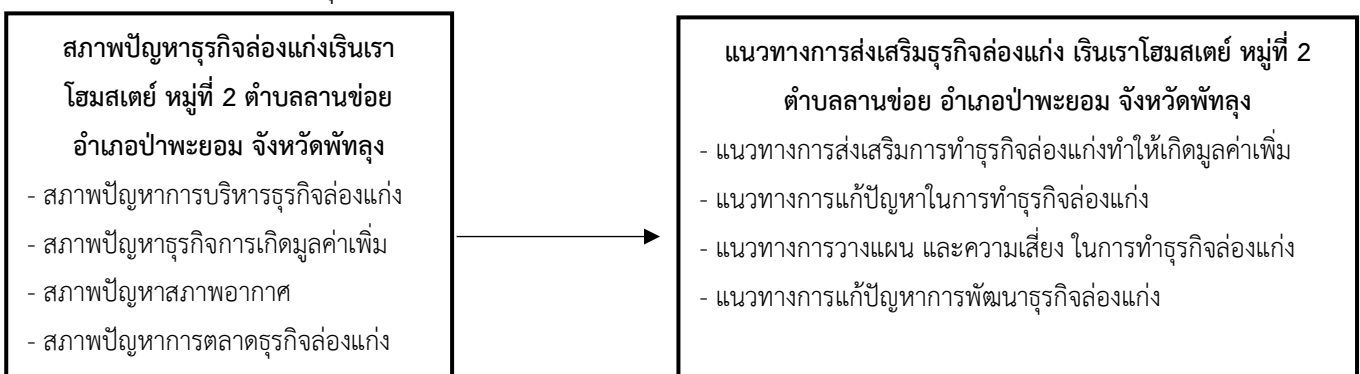 สภาพปัญหาธุรกิจล่องแก่งเรินเรา
โฮมสเตย์ หมู่ที่ 2 ตำบลลานข่อย
อำเภอป่าพะยอม จังหวัดพัทลุง
- สภาพปัญหาการบริหารธุรกิจล่องแก่ง
- สภาพปัญหาธุรกิจการเกิดมูลค่าเพิ่ม
- สภาพปัญหาสภาพอากาศ
- สภาพปัญหาการตลาดธุรกิจล่องแก่ง
แนวทางการส่งเสริมธุรกิจล่องแก่ง เรินเราโฮมสเตย์ หมู่ที่ 2
ตำบลลานข่อย อำเภอป่าพะยอม จังหวัดพัทลุง
- แนวทางการส่งเสริมการทำธุรกิจล่องแก่งทำให้เกิดมูลค่าเพิ่ม
- แนวทางการแก้ปัญหาในการทำธุรกิจล่องแก่ง
- แนวทางการวางแผน และความเสี่ยง ในการทำธุรกิจล่องแก่ง
- แนวทางการแก้ปัญหาการพัฒนาธุรกิจล่องแก่ง